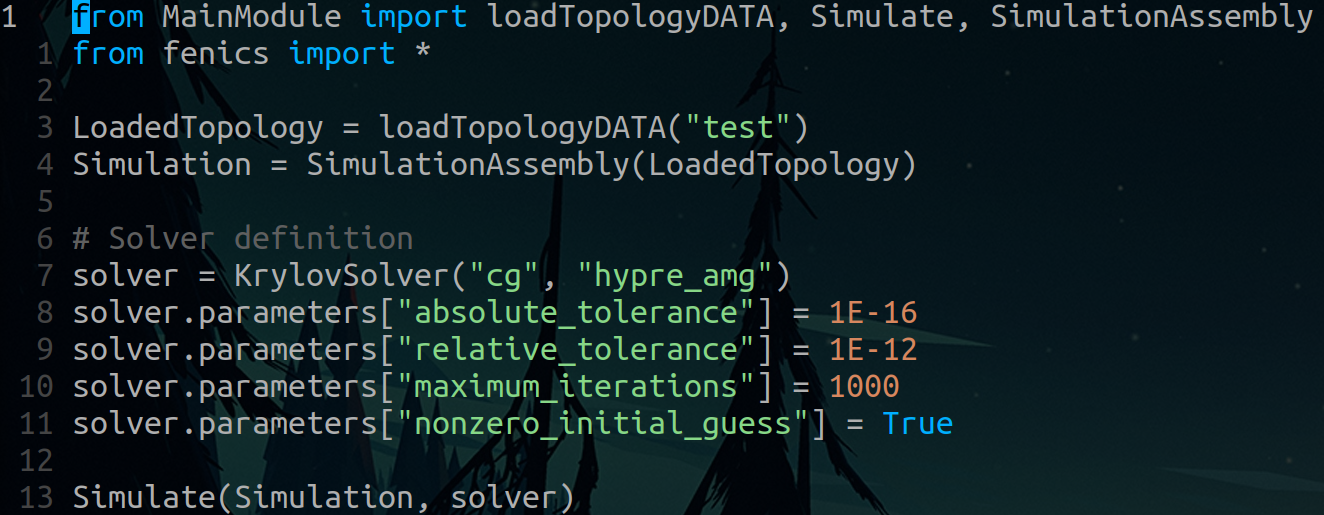 1 from MainModule import loadTopologyDATA, Simulate, SimulationAssembly
1 from fenics import *
2
3 LoadedTopology = loadTopologyDATA("test")
4 Simulation = SimulationAssembly(LoadedTopology)
5
6 # Solver definition
7 solver = KrylovSolver("cg", "hypre_amg")
8 solver.parameters["absolute_tolerance"] = 1E-16
9 solver.parameters["relative_tolerance"] = 1E-12
10 solver.parameters["maximum_iterations"] = 1000
11 solver.parameters["nonzero_initial_guess"] = True
12
13 Simulate(Simulation, solver)